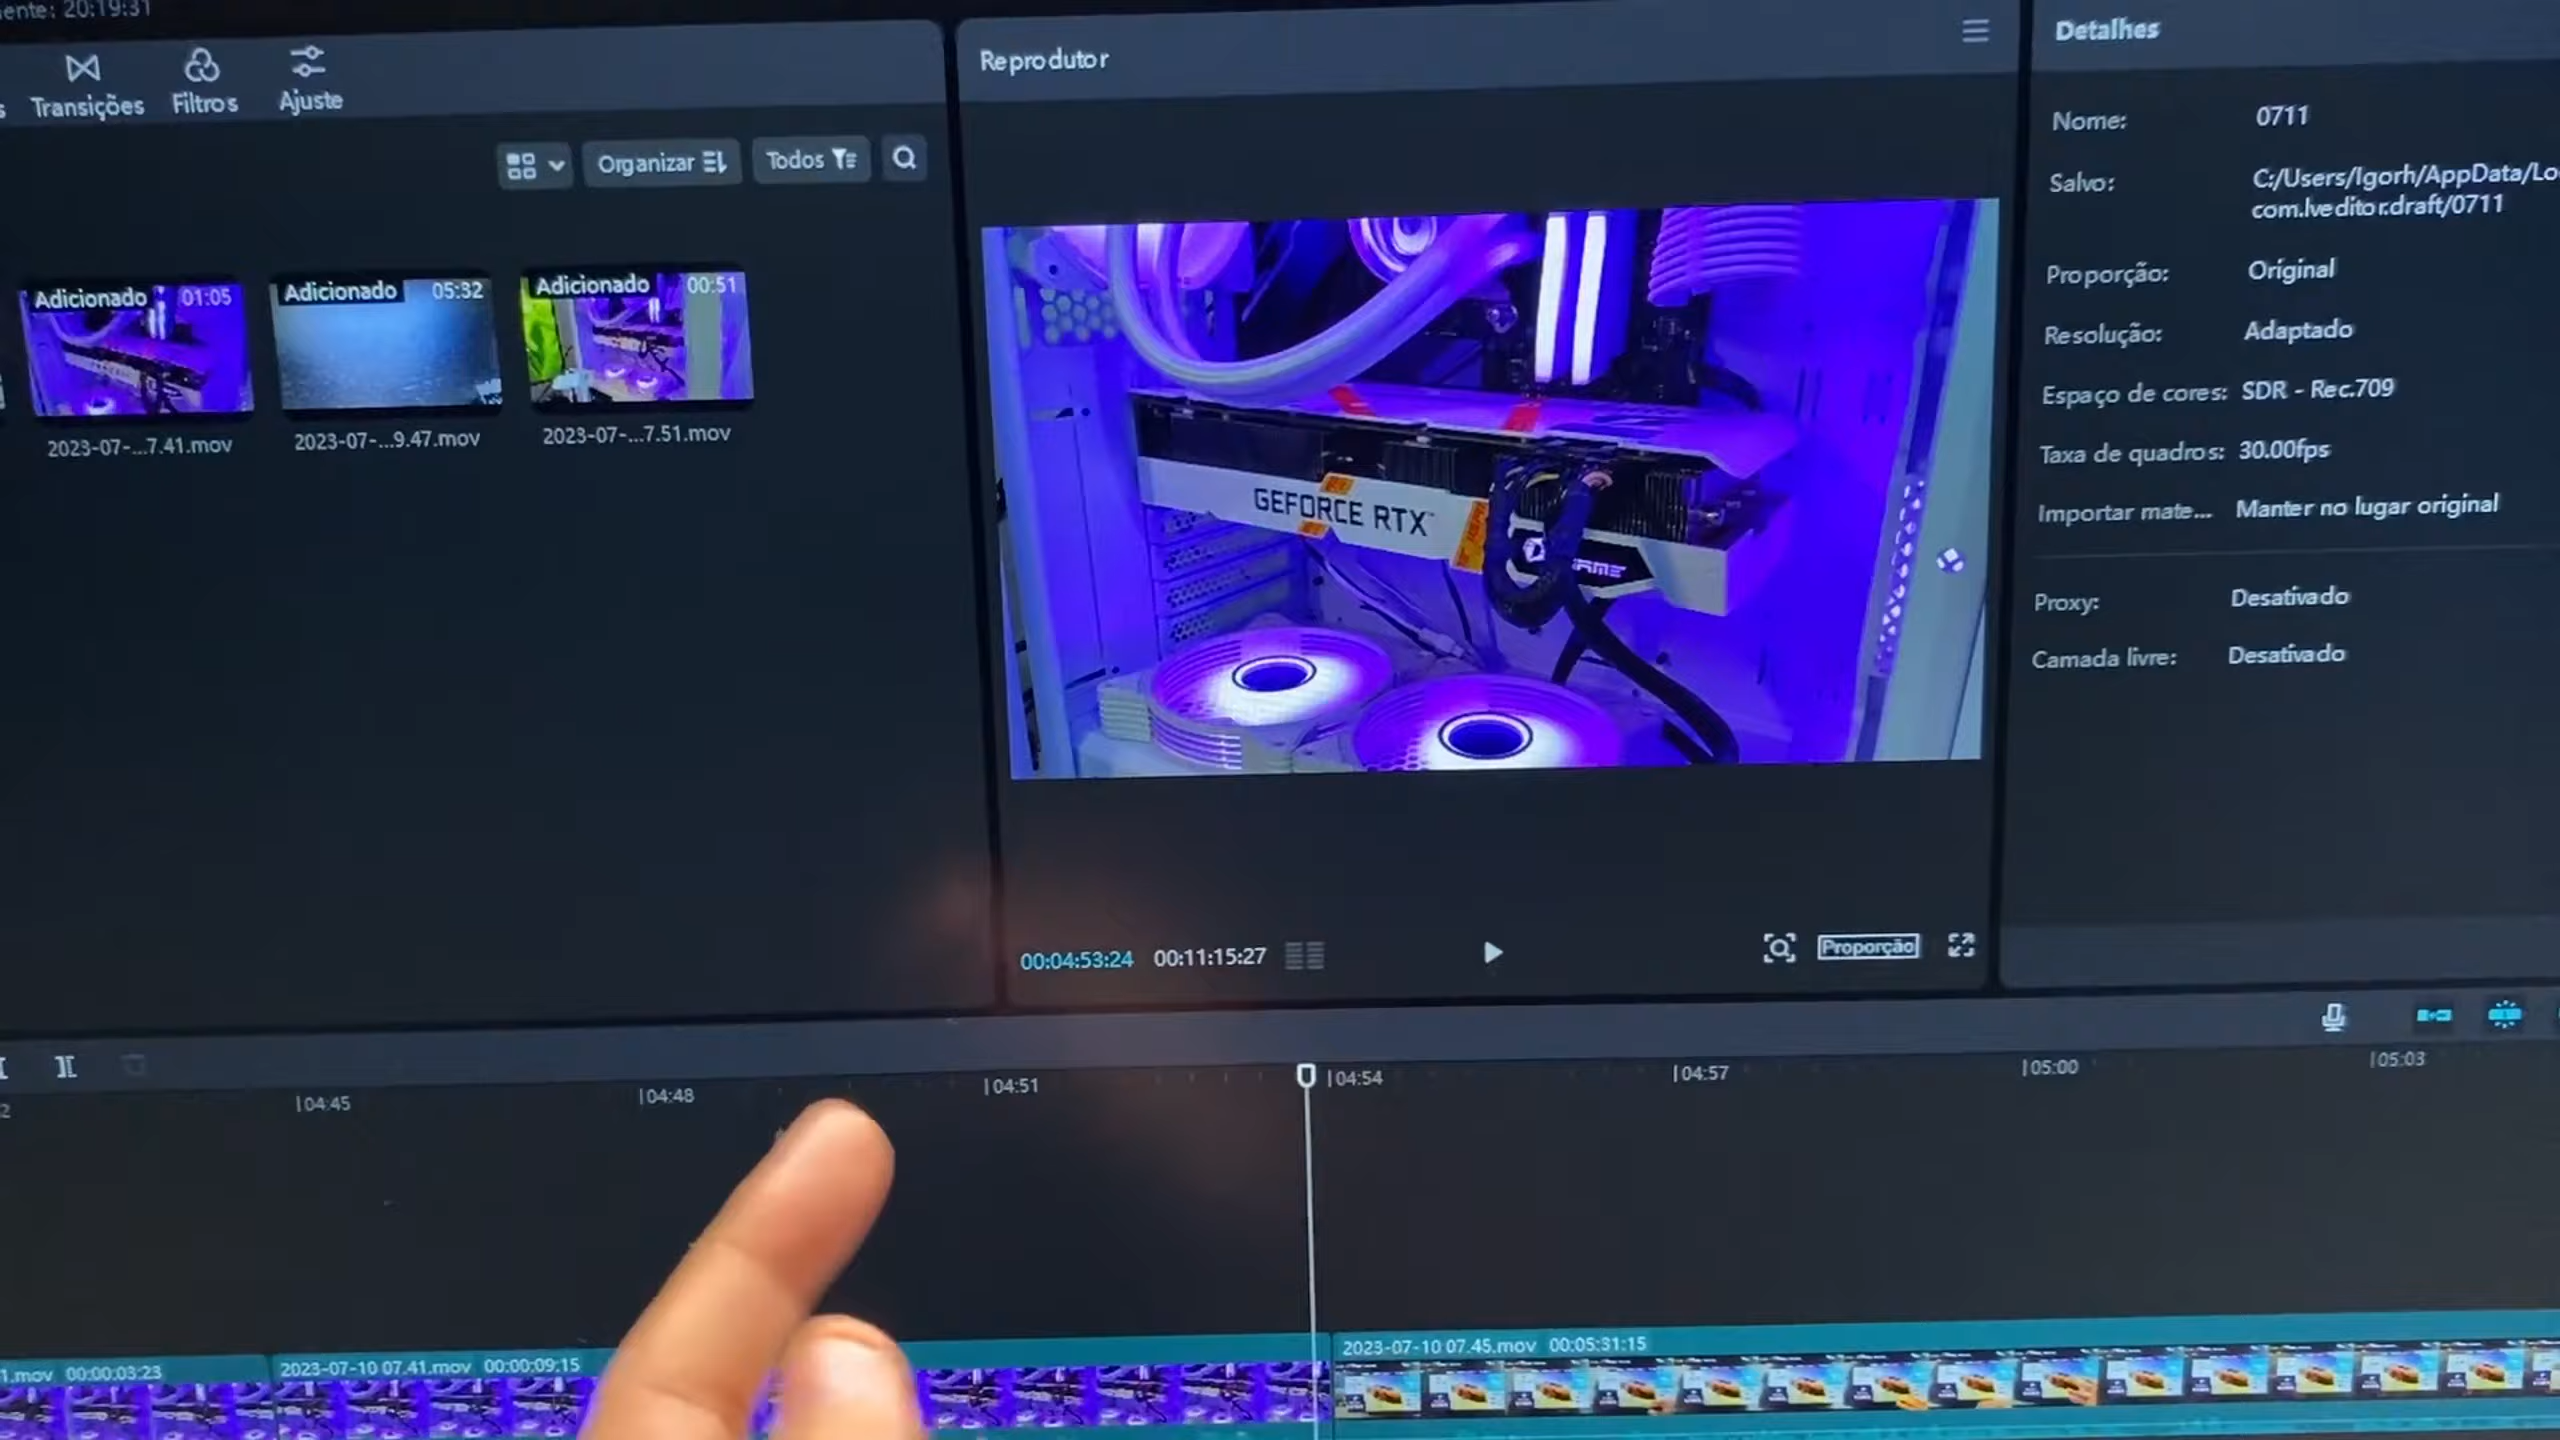 ente: 20:19:31
Transições
Filtros
Ajuste
Organizar
Todos
Adicionado 01:05
Adicionado 05:32
Adicionado 00:51
2023-07-...7.41.mov
2023-07-...9.47.mov
2023-07-...7.51.mov
Reprodutor
GEFORCE RTX™
00:04:53:24 00:11:15:27
Proporção
Detalhes
Nome: 0711
Salvo: C:/Users/Igorh/AppData/Lo
com.lveditor.draft/0711
Proporção: Original
Resolução: Adaptado
Espaço de cores: SDR - Rec.709
Taxa de quadros: 30.00fps
Importar mate... Manter no lugar original
Proxy: Desativado
Camada livre: Desativado
2 |04:45 |04:48 |04:51 |04:54 |04:57 |05:00 |05:03
1.mov 00:00:03:23
2023-07-10 07.41.mov 00:00:09:15
2023-07-10 07.45.mov 00:05:31:15